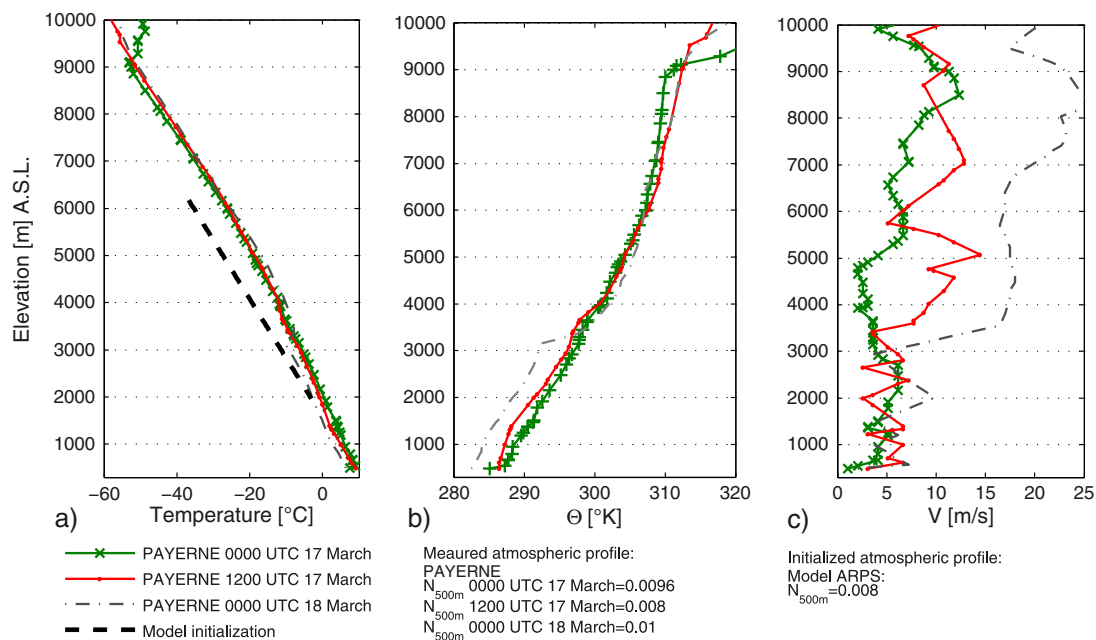 10000
9000
8000
7000
6000
5000
4000
3000
2000
1000
Elevation [m] A.S.L.
−60 −40 −20 0
a) Temperature [°C]
10000
9000
8000
7000
6000
5000
4000
3000
2000
1000
280 290 300 310 320
b) Θ [°K]
10000
9000
8000
7000
6000
5000
4000
3000
2000
1000
0 5 10 15 20 25
c) V [m/s]
PAYERNE 0000 UTC 17 March
PAYERNE 1200 UTC 17 March
PAYERNE 0000 UTC 18 March
Model initialization
Meaured atmospheric profile:
PAYERNE
N500m 0000 UTC 17 March=0.0096
N500m 1200 UTC 17 March=0.008
N500m 0000 UTC 18 March=0.01
Initialized atmospheric profile:
Model ARPS:
N500m=0.008